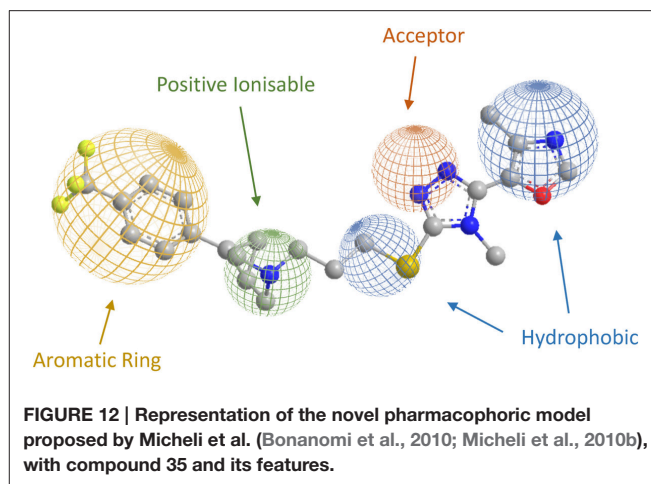 Acceptor
Positive Ionisable
Aromatic Ring
Hydrophobic
FIGURE 12 | Representation of the novel pharmacophoric model
proposed by Micheli et al. (Bonanomi et al., 2010; Micheli et al., 2010b),
with compound 35 and its features.